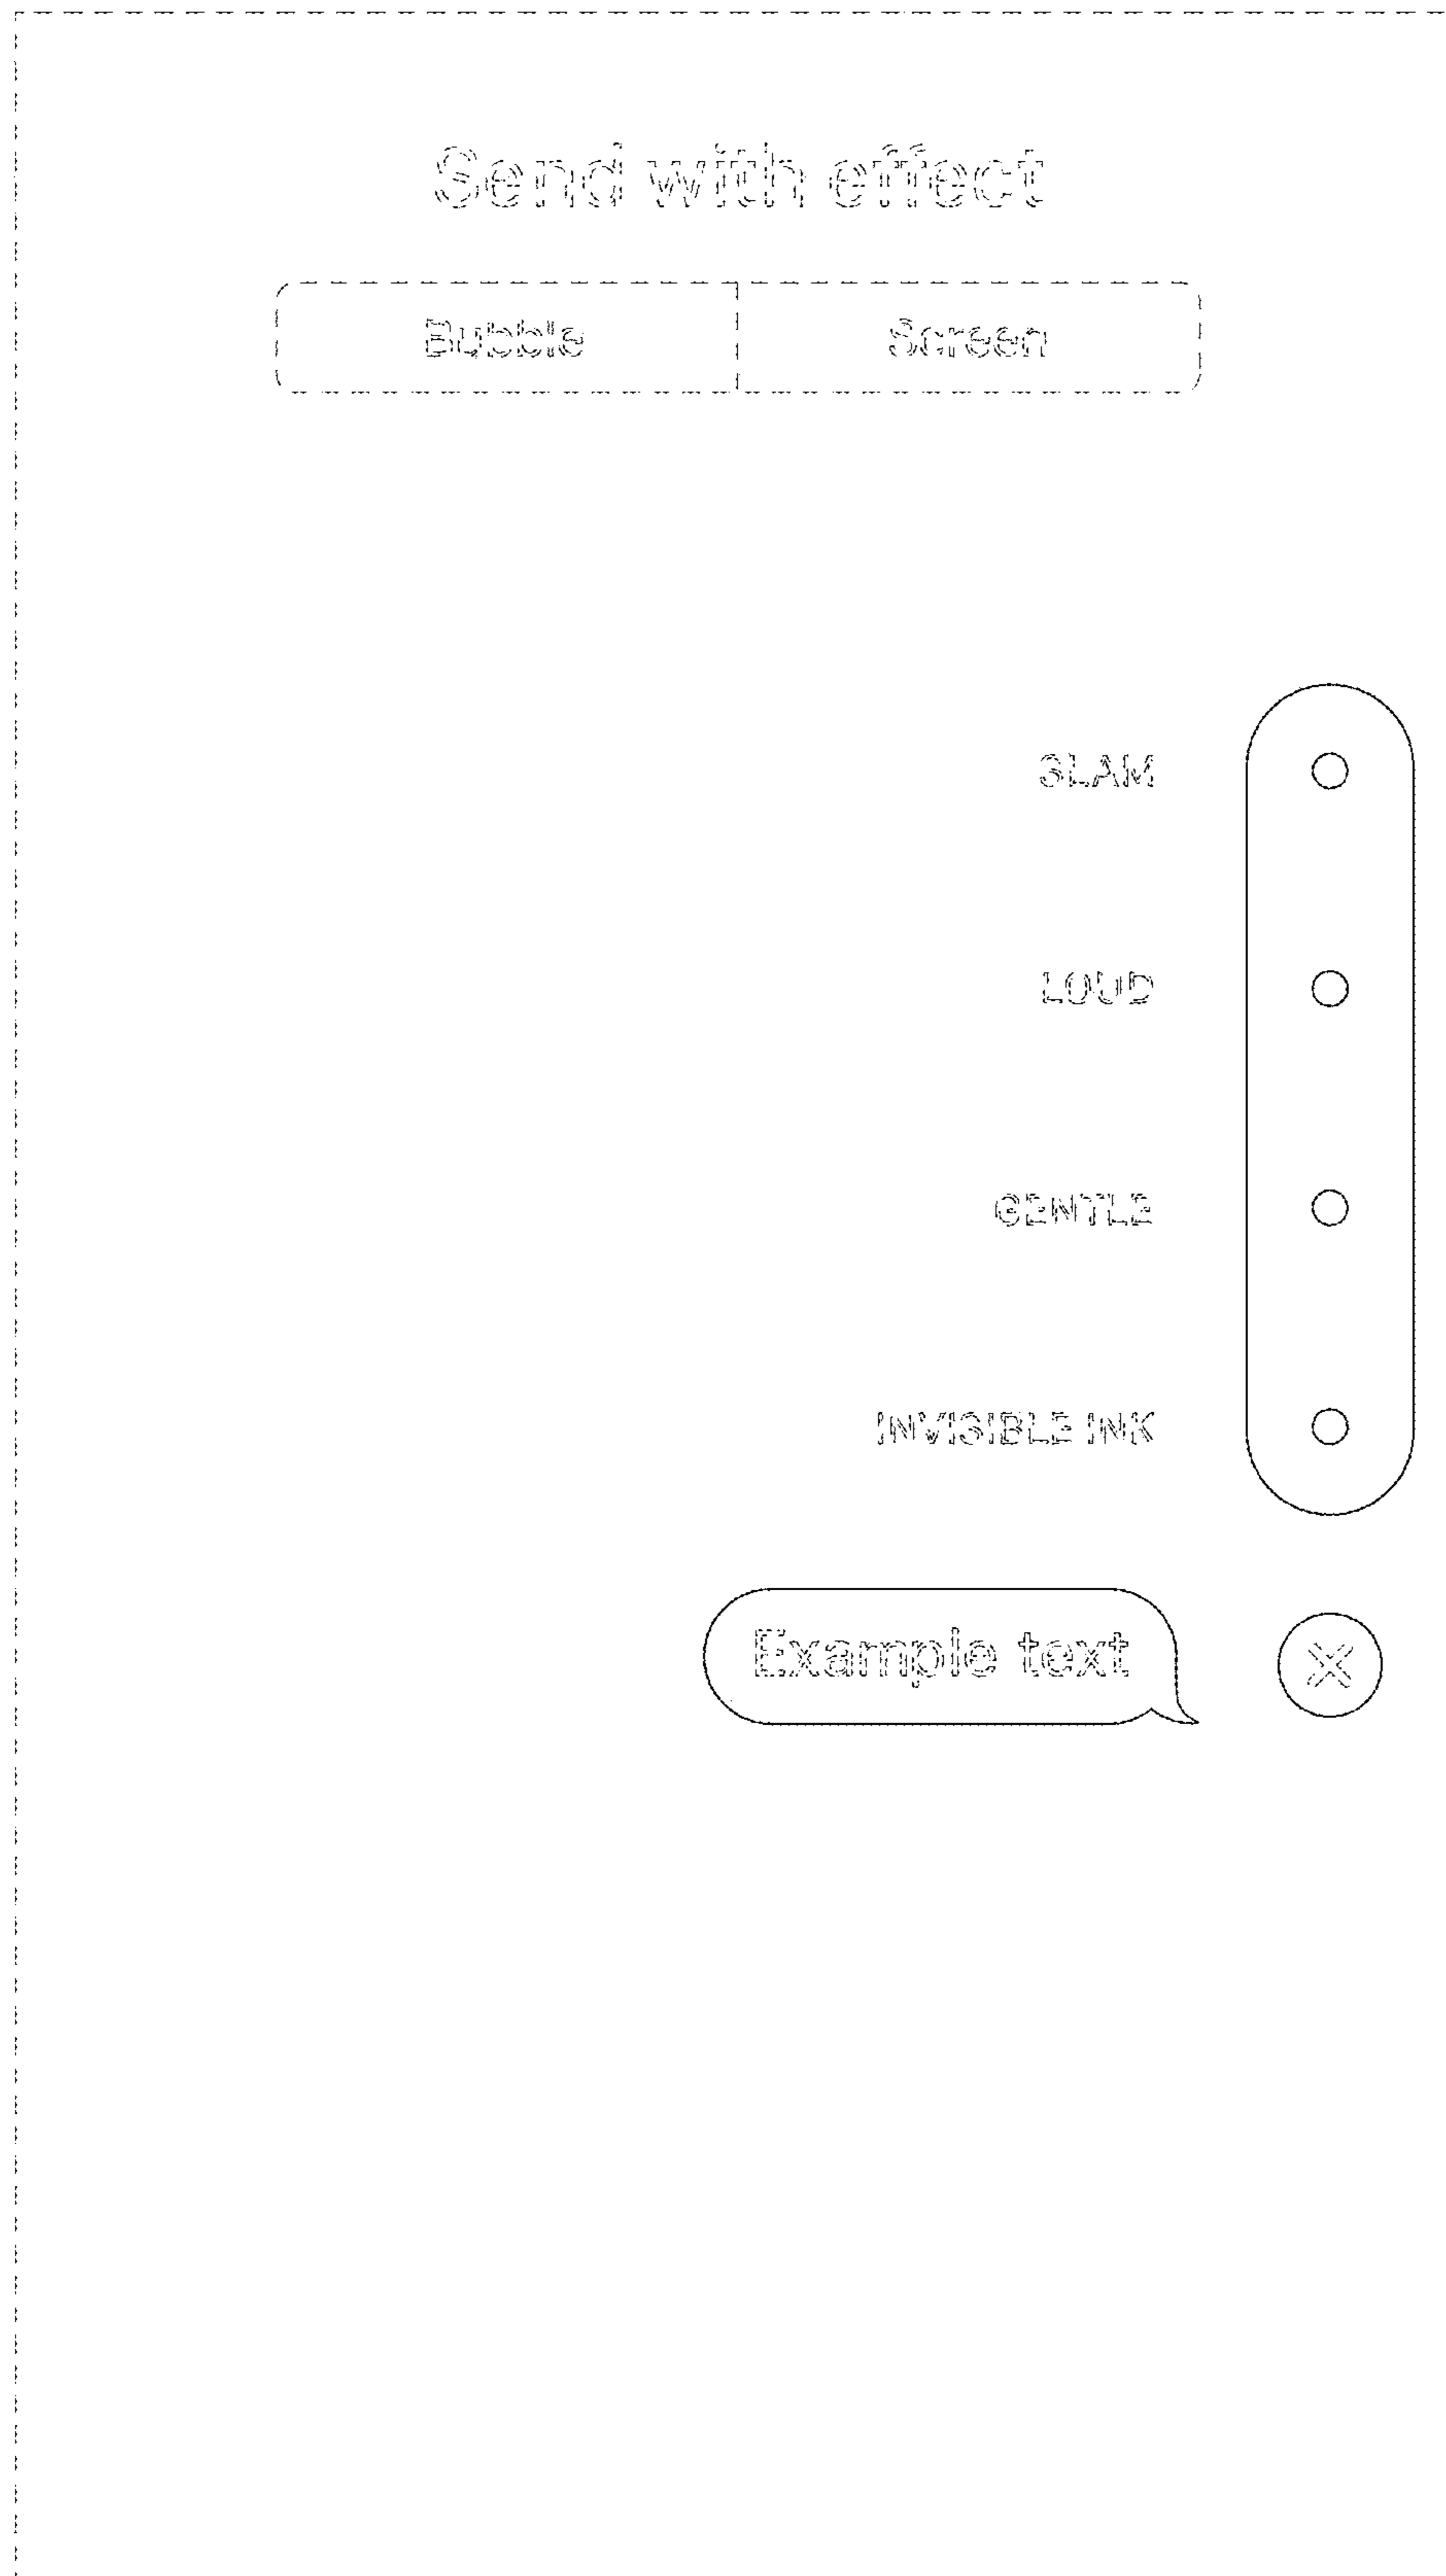 Send with effect
Bubble Screen
SLAM
LOUD
GENTLE
INVISIBLE INK
Example text